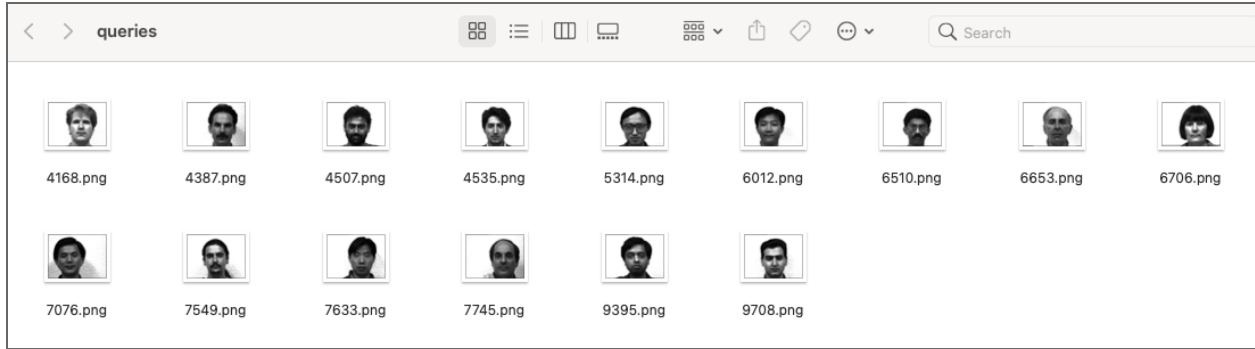 queries
Search
4168.png 4387.png 4507.png 4535.png 5314.png 6012.png 6510.png 6653.png 6706.png
7076.png 7549.png 7633.png 7745.png 9395.png 9708.png